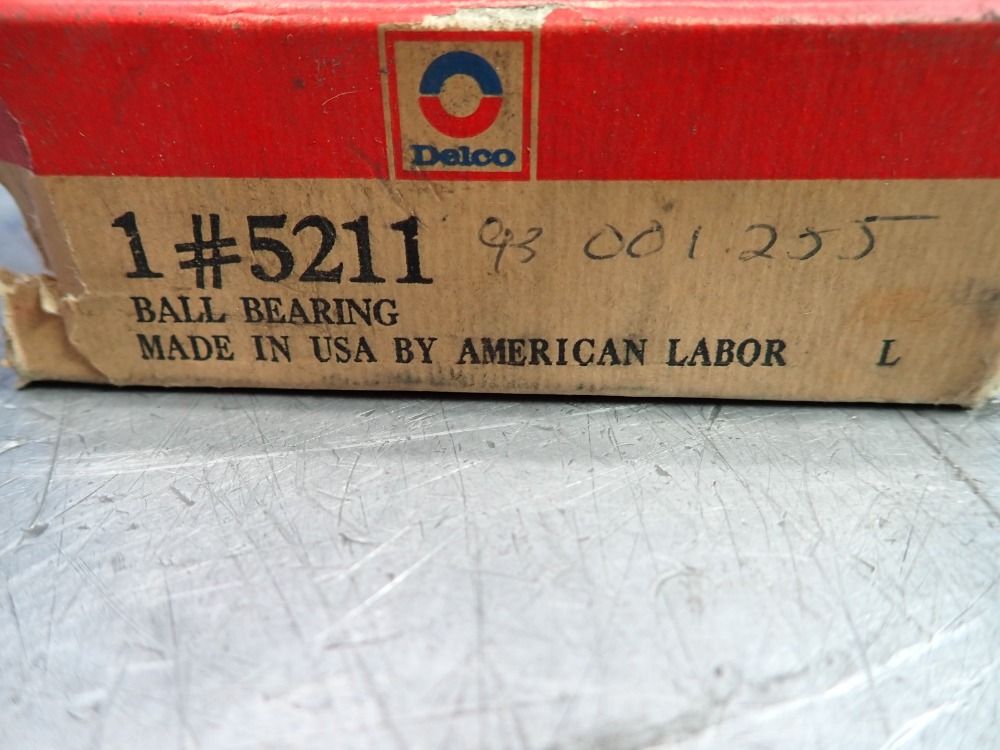 Delco
1 #5211 93 001.255
BALL BEARING
MADE IN USA BY AMERICAN LABOR L